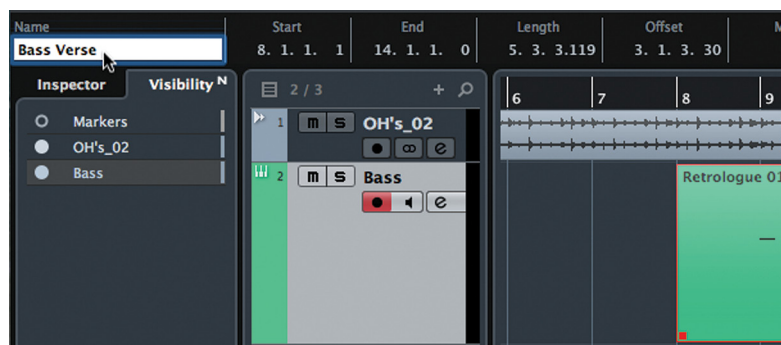 Name Start End Length Offset
Bass Verse 8. 1. 1. 1 14. 1. 1. 0 5. 3. 3.119 3. 1. 3. 30
Inspector Visibility N
2 / 3 +
6 7 8 9
Markers
1 m S OH's_02
OH's_02
e
Bass
2 m S Bass
Retrologue 01
e